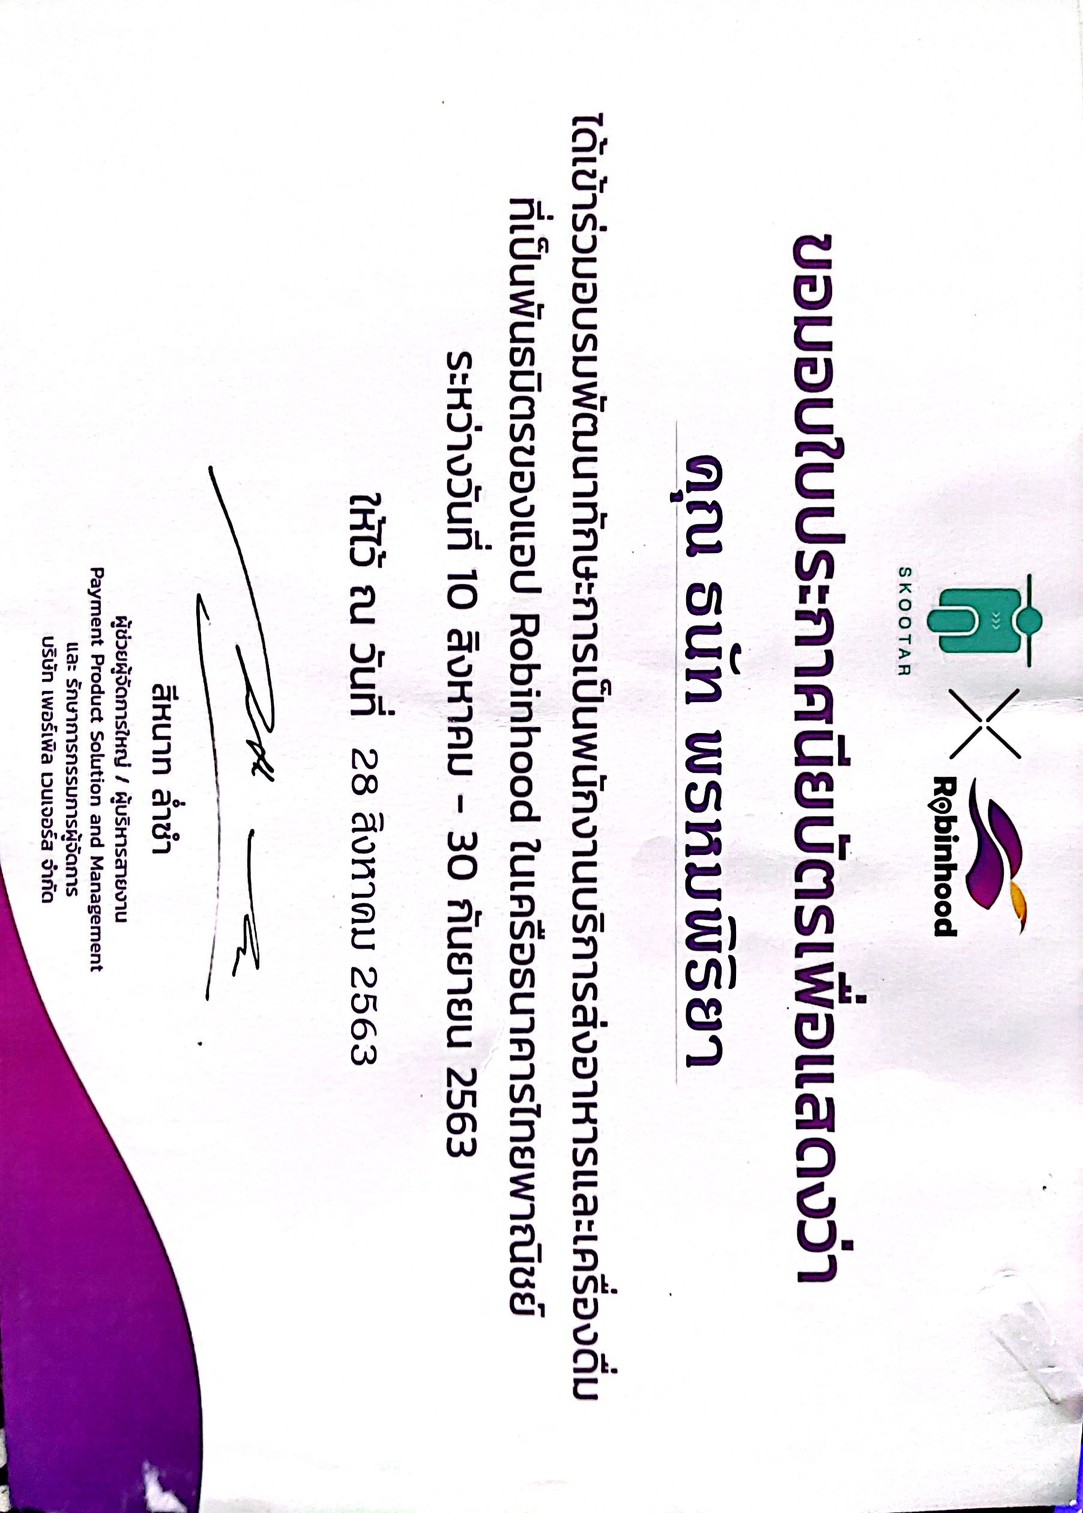 SKOOTAR
Robinhood
ขอมอบใบประกาศนียบัตรเพื่อแสดงว่า
คุณ ธนัท พรหมพิริยา
ได้เข้าร่วมอบรมพัฒนาทักษะการเป็นพนักงานบริการส่งอาหารและเครื่องดื่ม
ที่เป็นพันธมิตรของแอป Robinhood ในเครือธนาคารไทยพาณิชย์
ระหว่างวันที่ 10 สิงหาคม - 30 กันยายน 2563
ให้ไว้ ณ วันที่ 28 สิงหาคม 2563
สีหนาท ล่ำซำ
ผู้ช่วยผู้จัดการใหญ่ / ผู้บริหารสายงาน
Payment Product Solution and Management
และ รักษาการกรรมการผู้จัดการ
บริษัท เพอร์เพิล เวนเจอร์ส จำกัด